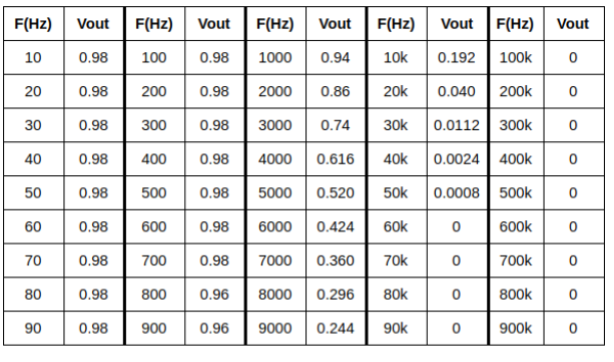 F(Hz) Vout F(Hz) Vout F(Hz) Vout F(Hz) Vout F(Hz) Vout
10 0.98 100 0.98 1000 0.94 10k 0.192 100k 0
20 0.98 200 0.98 2000 0.86 20k 0.040 200k 0
30 0.98 300 0.98 3000 0.74 30k 0.0112 300k 0
40 0.98 400 0.98 4000 0.616 40k 0.0024 400k 0
50 0.98 500 0.98 5000 0.520 50k 0.0008 500k 0
60 0.98 600 0.98 6000 0.424 60k 0 600k 0
70 0.98 700 0.98 7000 0.360 70k 0 700k 0
80 0.98 800 0.96 8000 0.296 80k 0 800k 0
90 0.98 900 0.96 9000 0.244 90k 0 900k 0